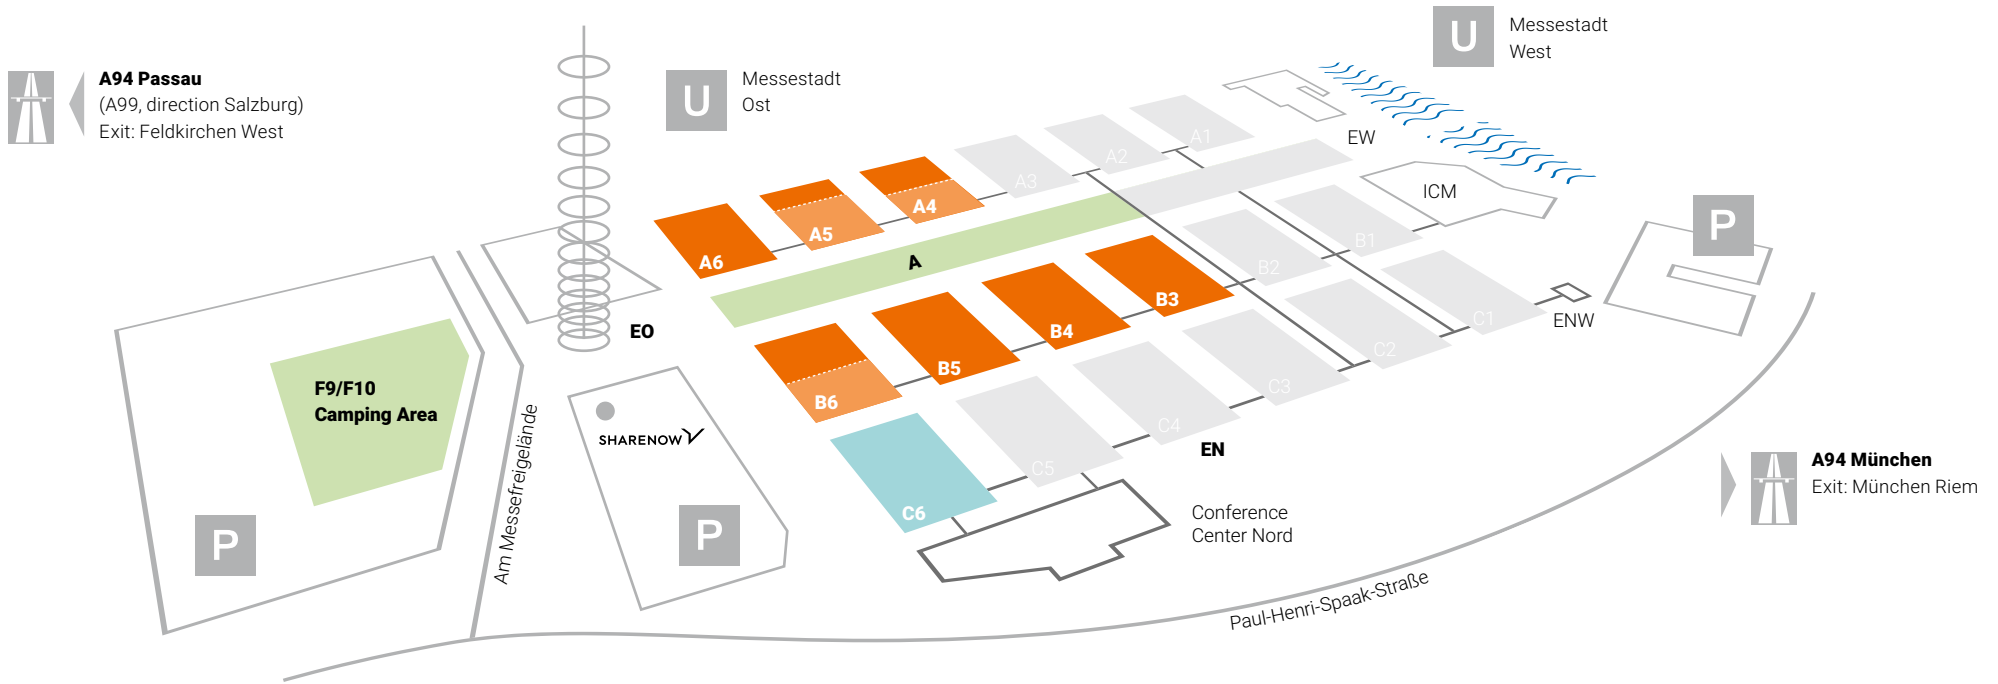 A94 Passau
(A99, direction Salzburg)
Exit: Feldkirchen West
U
Messestadt
Ost
U
Messestadt
West
EW
ICM
P
A1
A2
A3
A4
A5
A6
A
B1
B2
B3
B4
B5
B6
C1
C2
C3
C4
C5
C6
ENW
EO
EN
F9/F10
Camping Area
P
Am Messefreigelände
SHARENOW
P
Conference
Center Nord
Paul-Henri-Spaak-Straße
A94 München
Exit: München Riem